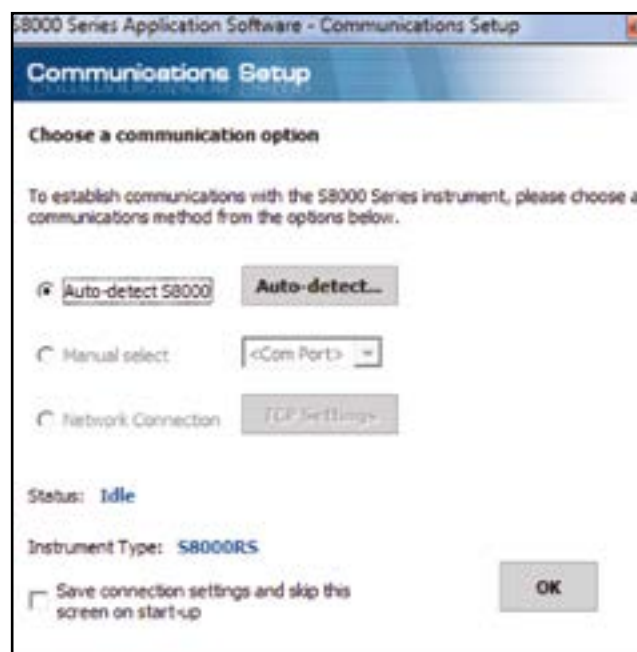 S8000 Series Application Software - Communications Setup
Communications Setup
Choose a communication option
To establish communications with the S8000 Series instrument, please choose a
communications method from the options below.
Auto-detect S8000 Auto-detect...
Manual select <Com Port>
Network Connection TCP Settings
Status: Idle
Instrument Type: S8000RS
Save connection settings and skip this
screen on start-up
OK